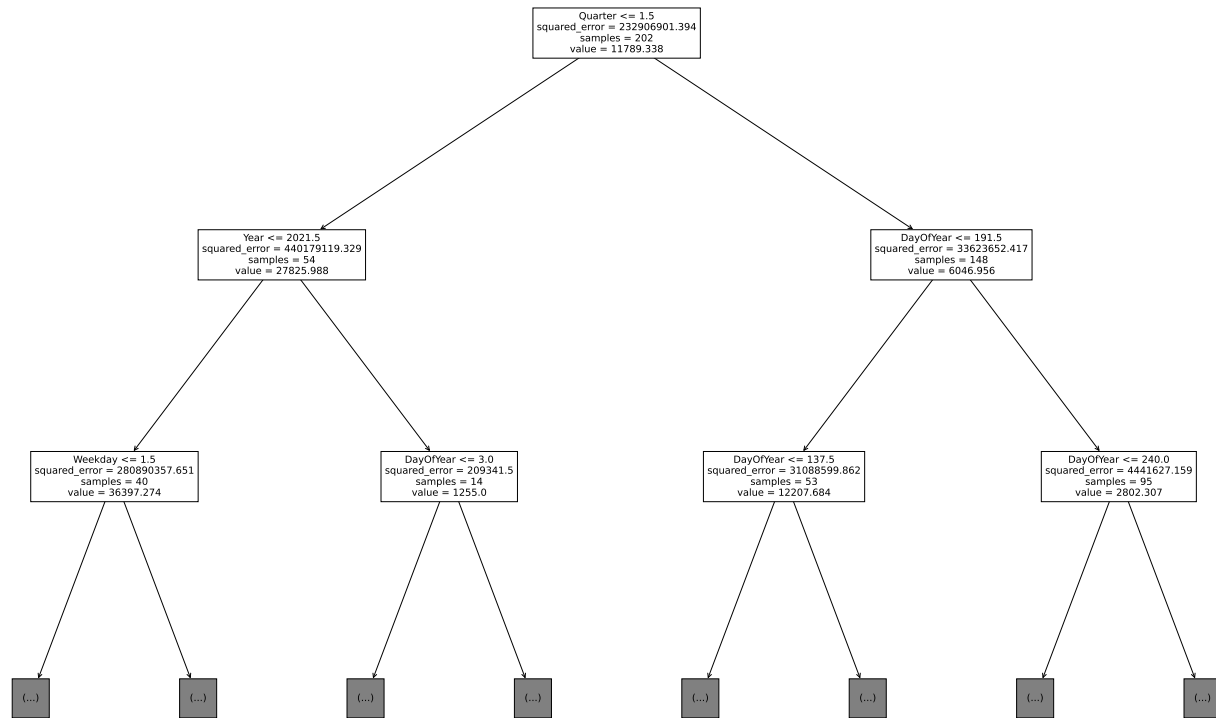 Quarter <= 1.5
squared_error = 232906901.394
samples = 202
value = 11789.338
Year <= 2021.5
squared_error = 440179119.329
samples = 54
value = 27825.988
DayOfYear <= 191.5
squared_error = 33623652.417
samples = 148
value = 6046.956
Weekday <= 1.5
squared_error = 280890357.651
samples = 40
value = 36397.274
DayOfYear <= 3.0
squared_error = 209341.5
samples = 14
value = 1255.0
DayOfYear <= 137.5
squared_error = 31088599.862
samples = 53
value = 12207.684
DayOfYear <= 240.0
squared_error = 4441627.159
samples = 95
value = 2802.307
(...)
(...)
(...)
(...)
(...)
(...)
(...)
(...)